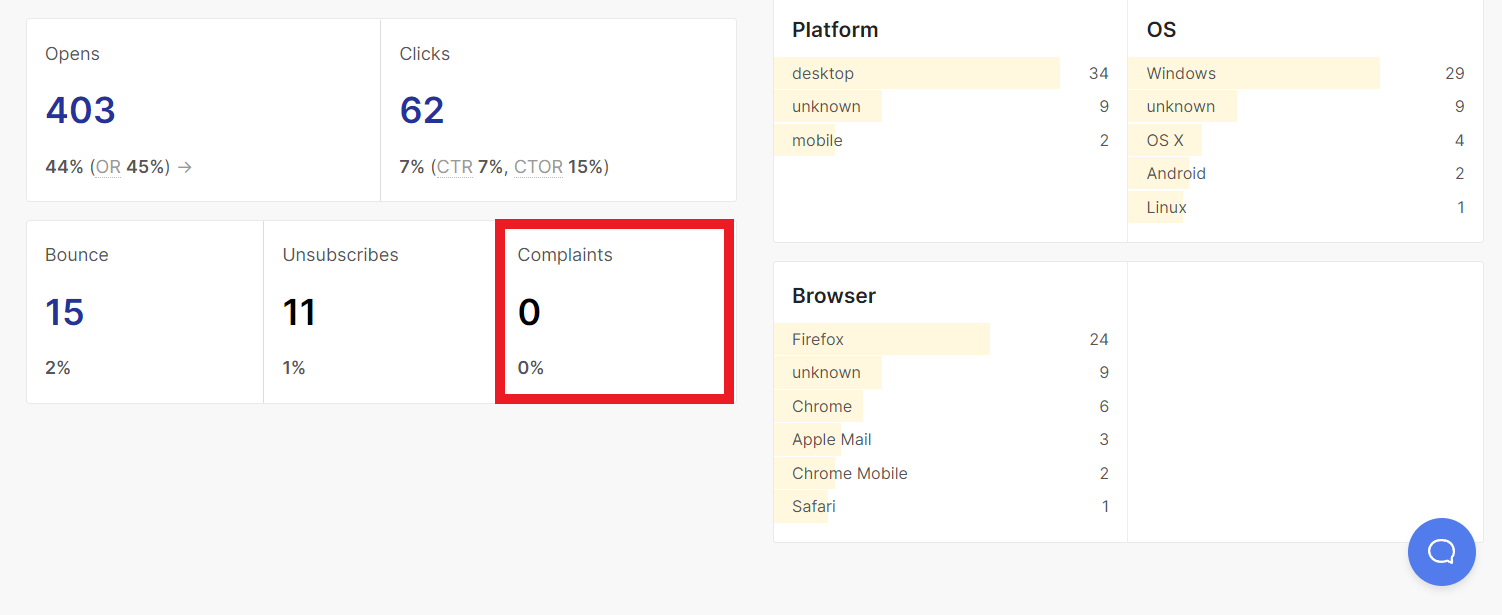 Opens
403
44% (OR 45%) →
Clicks
62
7% (CTR 7%, CTOR 15%)
Bounce
15
2%
Unsubscribes
11
1%
Complaints
0
0%
Platform
desktop 34
unknown 9
mobile 2
OS
Windows 29
unknown 9
OS X 4
Android 2
Linux 1
Browser
Firefox 24
unknown 9
Chrome 6
Apple Mail 3
Chrome Mobile 2
Safari 1